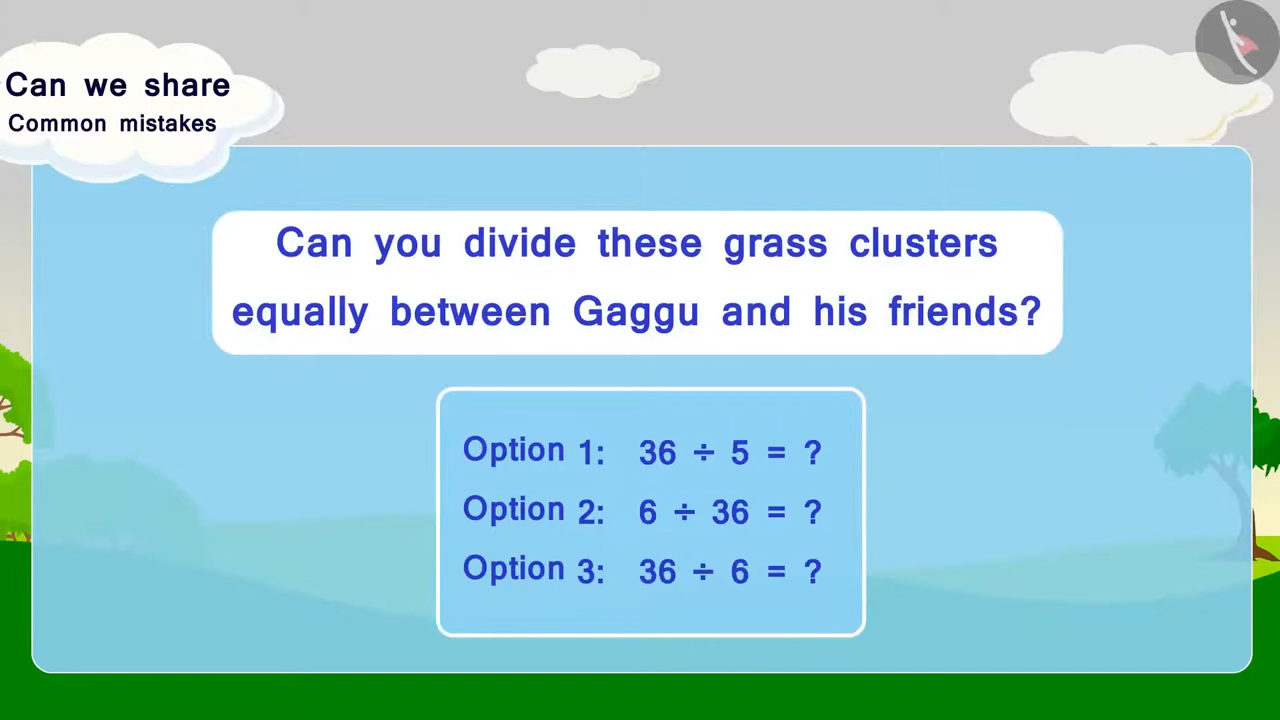 Can we share
Common mistakes
Can you divide these grass clusters
equally between Gaggu and his friends?
Option 1: 36 ÷ 5 = ?
Option 2: 6 ÷ 36 = ?
Option 3: 36 ÷ 6 = ?